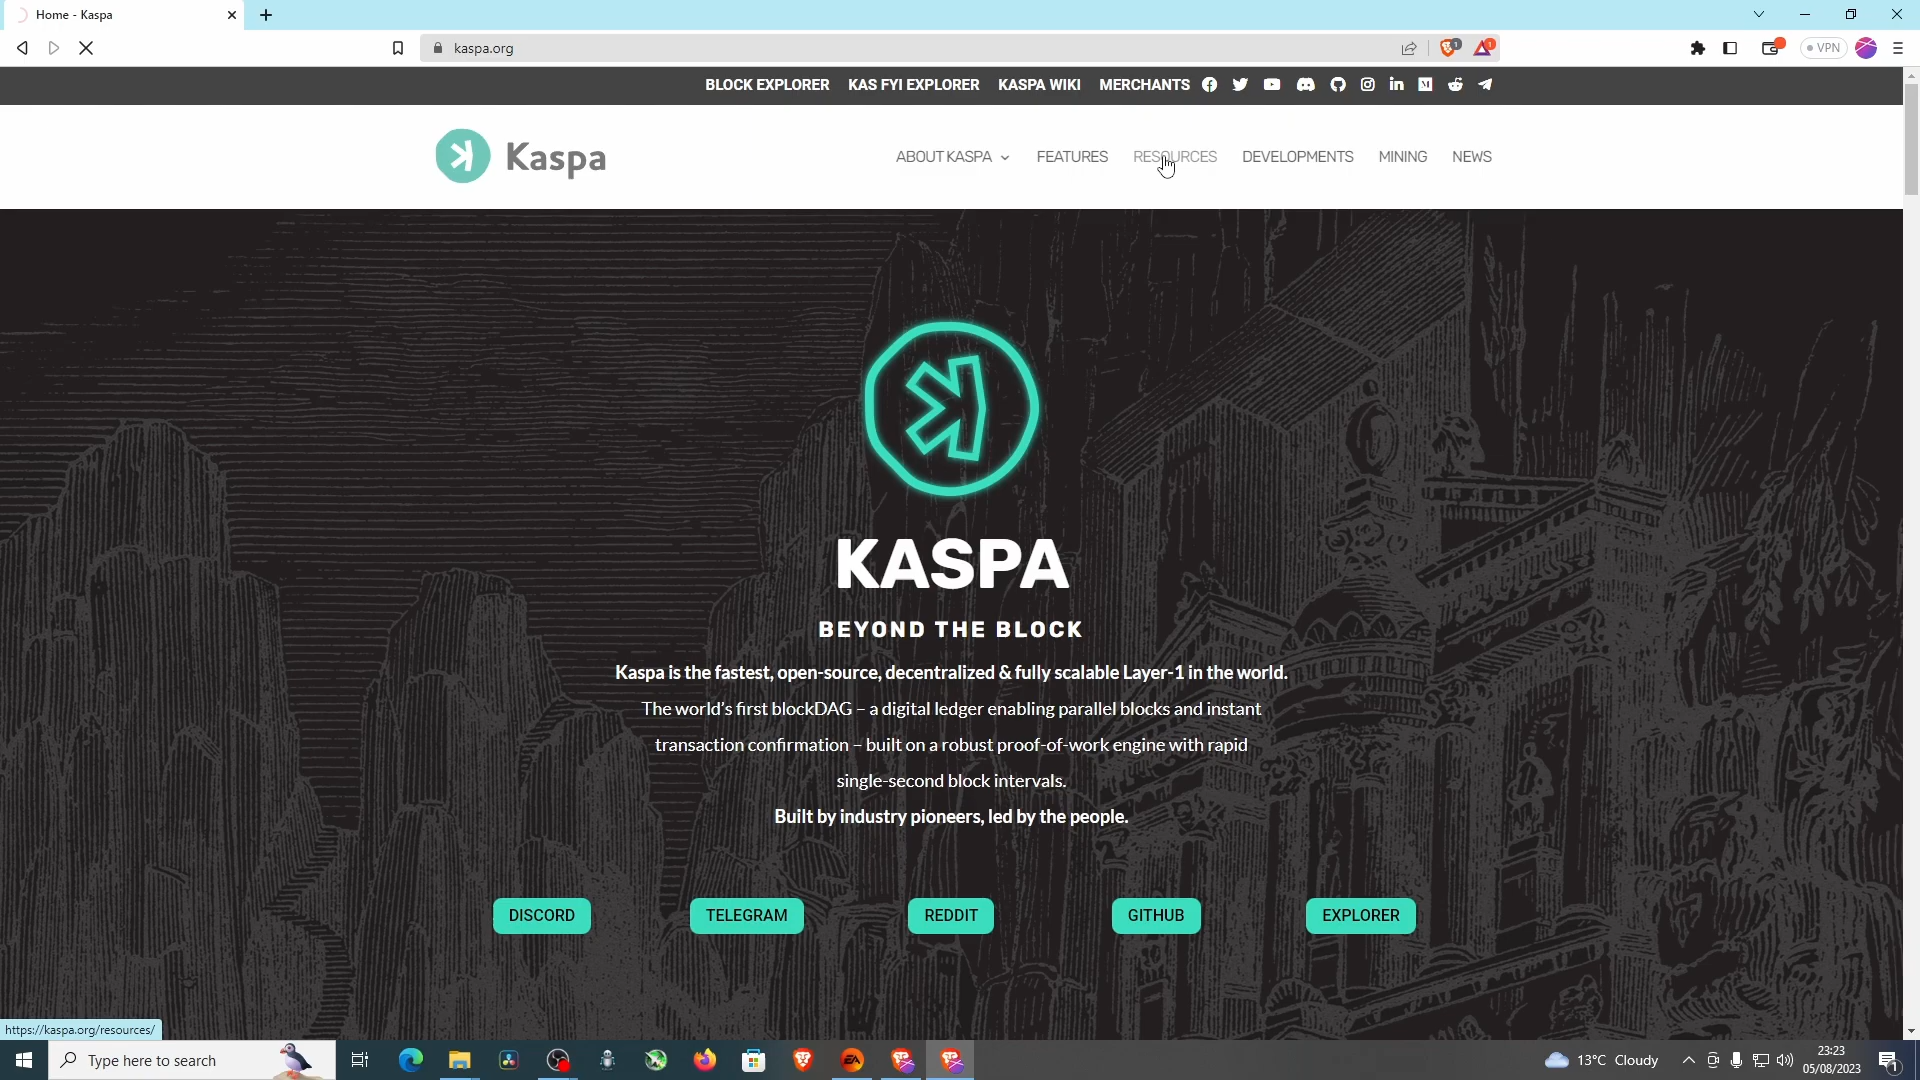 Home - Kaspa
kaspa.org
1
1
VPN
BLOCK EXPLORER KAS FYI EXPLORER KASPA WIKI MERCHANTS
Kaspa
ABOUT KASPA FEATURES RESOURCES DEVELOPMENTS MINING NEWS
KASPA
BEYOND THE BLOCK
Kaspa is the fastest, open-source, decentralized & fully scalable Layer-1 in the world.
The world's first blockDAG – a digital ledger enabling parallel blocks and instant
transaction confirmation – built on a robust proof-of-work engine with rapid
single-second block intervals.
Built by industry pioneers, led by the people.
DISCORD TELEGRAM REDDIT GITHUB EXPLORER
https://kaspa.org/resources/
Type here to search
EA
13°C Cloudy
23:23
05/08/2023
1